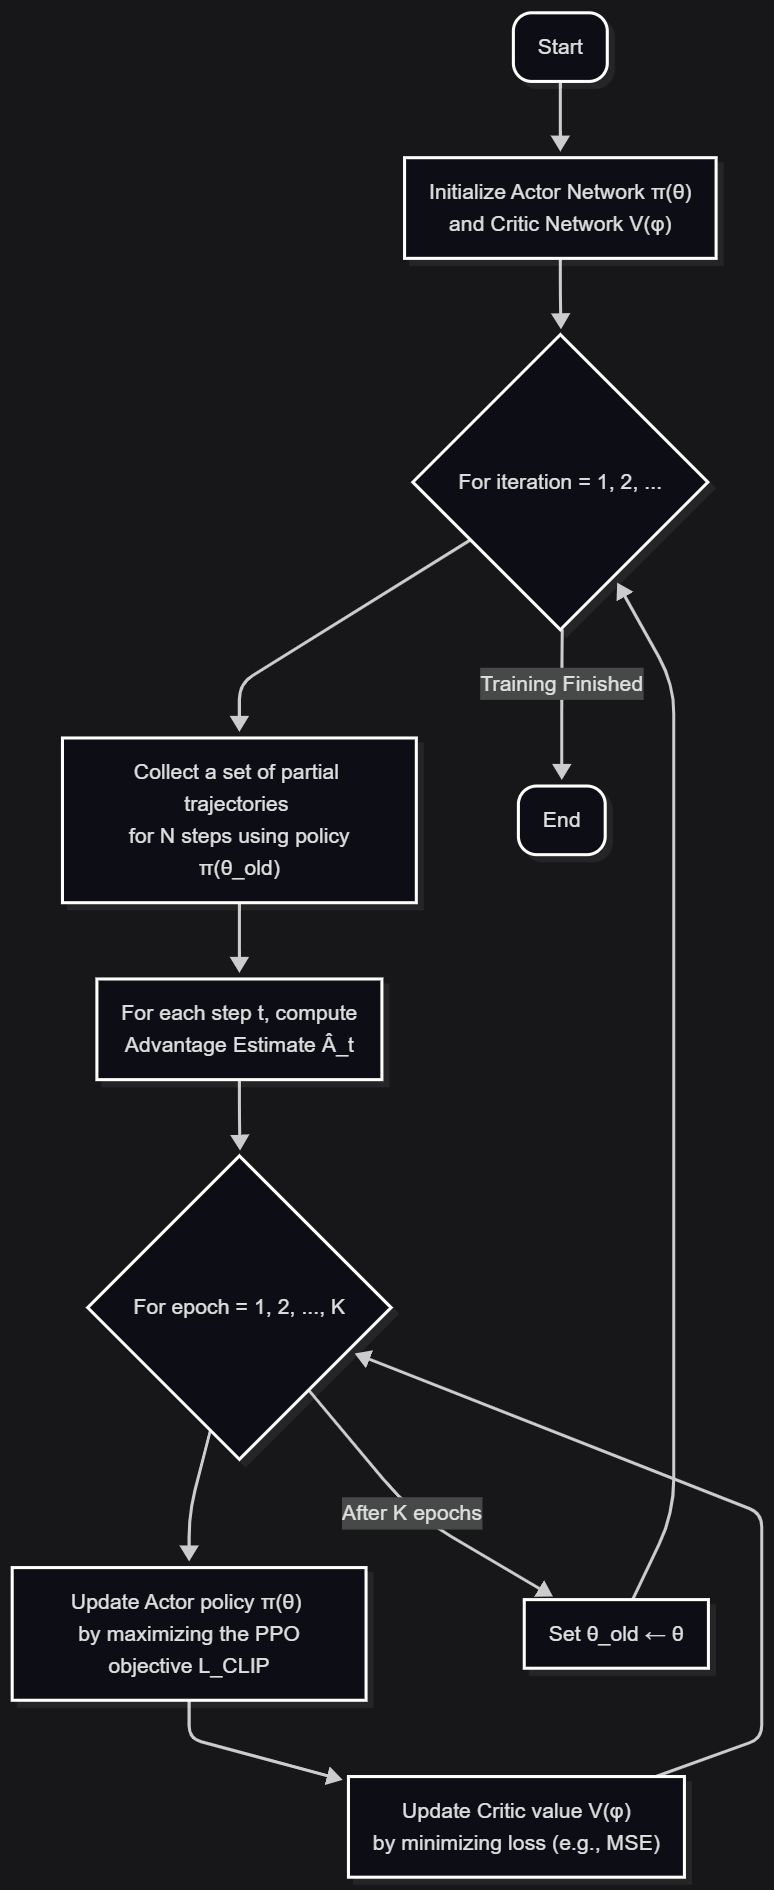 Start
Initialize Actor Network π(θ)
and Critic Network V(φ)
For iteration = 1, 2, ...
Training Finished
Collect a set of partial
trajectories
for N steps using policy
π(θ_old)
End
For each step t, compute
Advantage Estimate Â_t
For epoch = 1, 2, ..., K
After K epochs
Update Actor policy π(θ)
by maximizing the PPO
objective L_CLIP
Set θ_old ← θ
Update Critic value V(φ)
by minimizing loss (e.g., MSE)